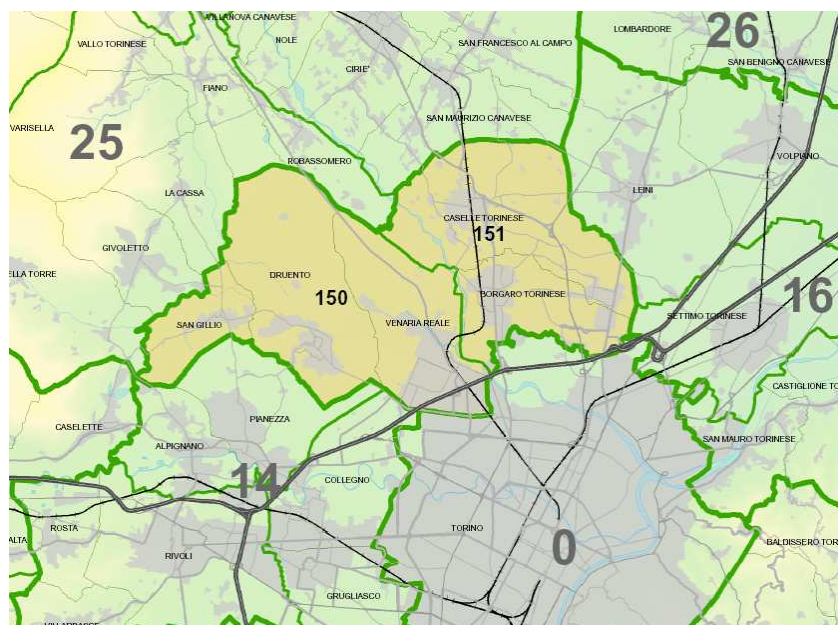 VILLANOVA CANAVESE
LOMBARDORE
26
VALLO TORINESE
NOLE
SAN FRANCESCO AL CAMPO
SAN BENIGNO CANAVESE
CIRIE'
FIANO
SAN MAURIZIO CANAVESE
VARISELLA
25
ROBASSOMERO
VOLPIANO
LA CASSA
LEINI
CASELLE TORINESE
151
GIVOLETTO
ELLA TORRE
DRUENTO
150
BORGARO TORINESE
16
SAN GILLIO
VENARIA REALE
SETTIMO TORINESE
CASTIGLIONE TO
CASELETTE
PIANEZZA
ALPIGNANO
SAN MAURO TORINESE
14
COLLEGNO
ROSTA
TORINO
0
ALTA
RIVOLI
BALDISSERO TOR
GRUGLIASCO
VILLARBASSE